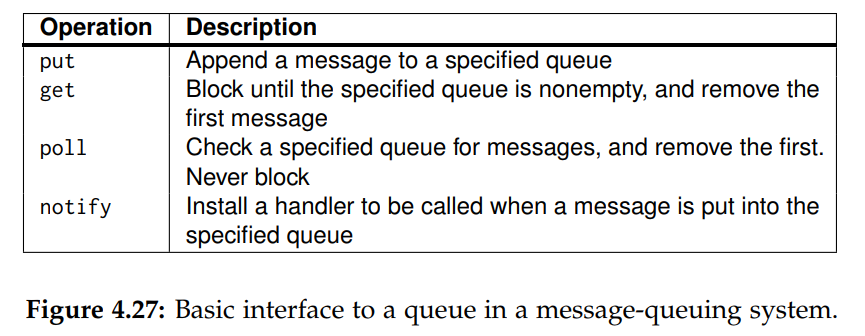 Operation Description
put Append a message to a specified queue
get Block until the specified queue is nonempty, and remove the
first message
poll Check a specified queue for messages, and remove the first.
Never block
notify Install a handler to be called when a message is put into the
specified queue
Figure 4.27: Basic interface to a queue in a message-queuing system.